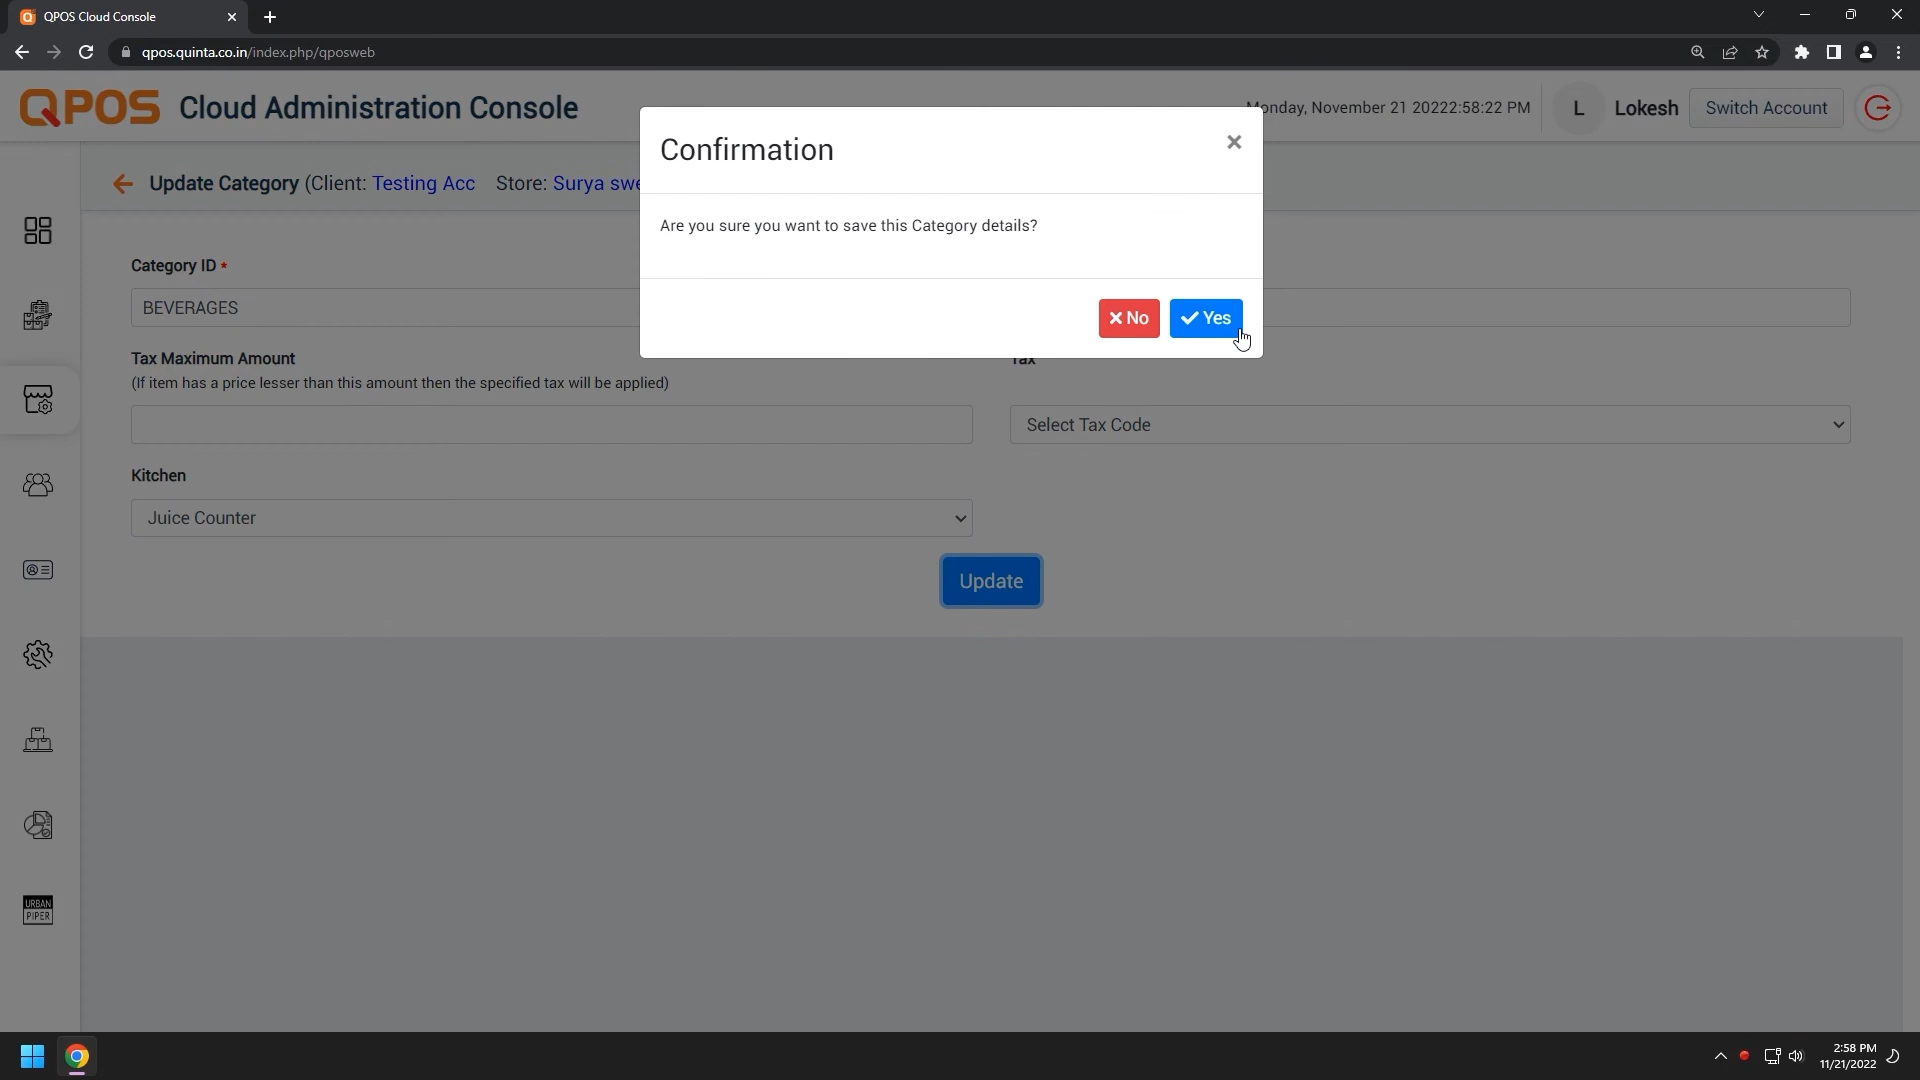 QPOS Cloud Console
qpos.quinta.co.in/index.php/qposweb
QPOS Cloud Administration Console
Monday, November 21 20222:58:22 PM
L Lokesh Switch Account
Confirmation
Update Category (Client: Testing Acc Store: Surya swe
Are you sure you want to save this Category details?
Category ID *
BEVERAGES
No Yes
Tax Maximum Amount
Tax
(If item has a price lesser than this amount then the specified tax will be applied)
Select Tax Code
Kitchen
Juice Counter
Update
URBAN
PIPER
2:58 PM
11/21/2022